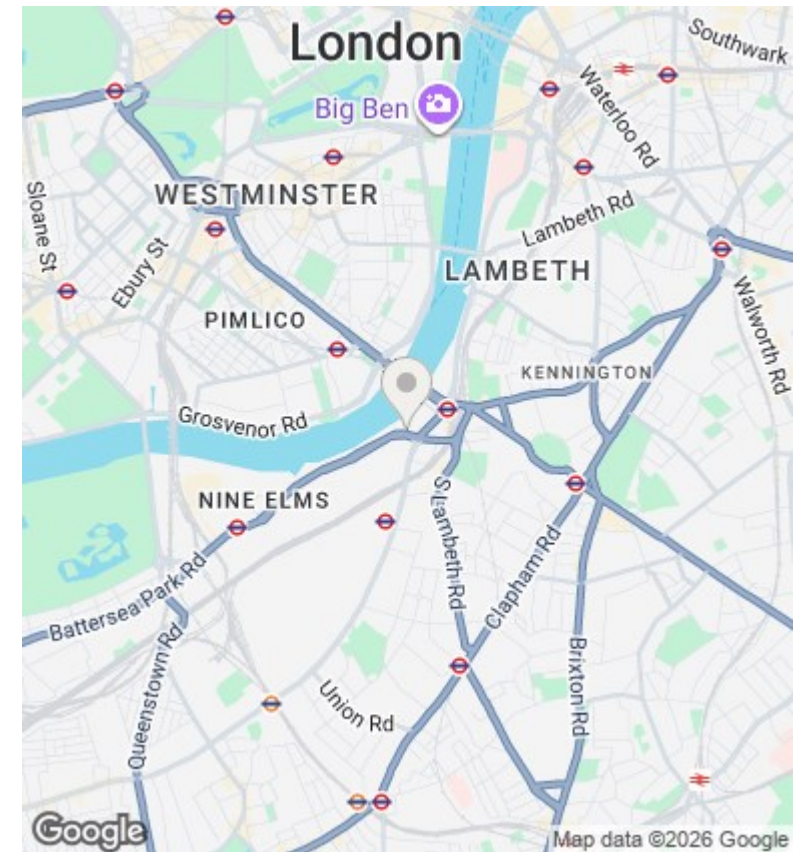 London
Southwark
Big Ben
Waterloo Rd
Sloane St
WESTMINSTER
Lambeth Rd
Ebury St
LAMBETH
PIMLICO
Walworth Rd
KENNINGTON
Grosvenor Rd
NINE ELMS
S Lambeth Rd
Clapham Rd
Battersea Park Rd
Queenstown Rd
Brixton Rd
Union Rd
Google
Map data ©2026 Google